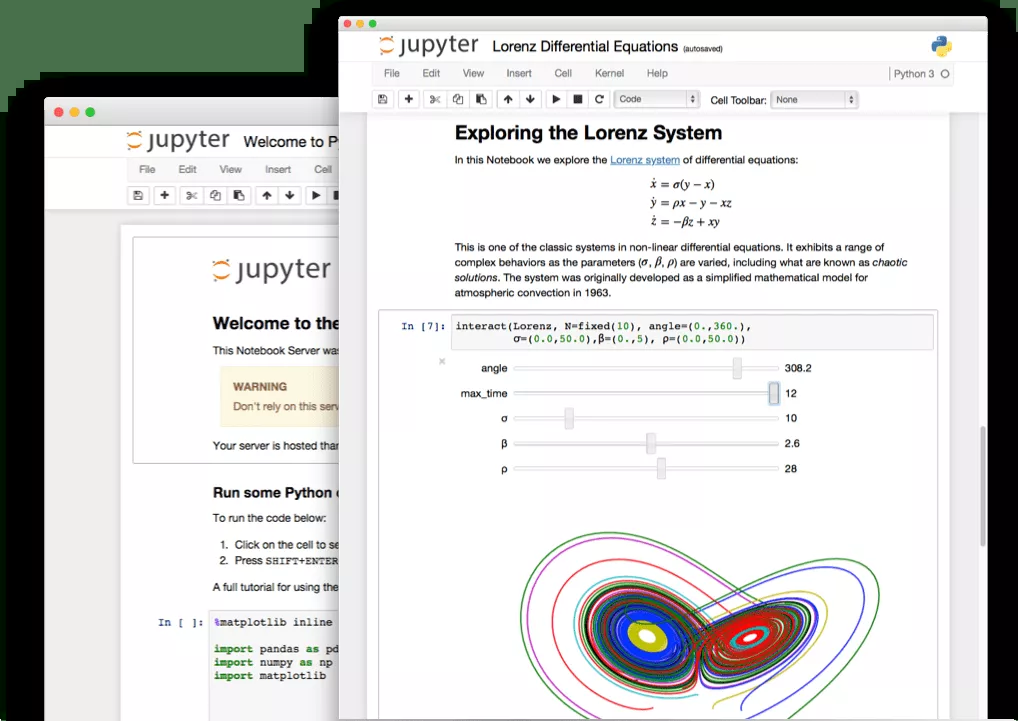 jupyter Lorenz Differential Equations (autosaved)
File Edit View Insert Cell Kernel Help Python 3
Code Cell Toolbar: None
Exploring the Lorenz System
In this Notebook we explore the Lorenz system of differential equations:
ẋ = σ(y − x)
ẏ = ρx − y − xz
ż = −βz + xy
This is one of the classic systems in non-linear differential equations. It exhibits a range of
complex behaviors as the parameters (σ, β, ρ) are varied, including what are known as chaotic
solutions. The system was originally developed as a simplified mathematical model for
atmospheric convection in 1963.
In [7]: interact(Lorenz, N=fixed(10), angle=(0.,360.),
σ=(0.0,50.0),β=(0.,5), ρ=(0.0,50.0))
angle 308.2
max_time 12
σ 10
β 2.6
ρ 28
jupyter Welcome to P
File Edit View Insert Cell
jupyter
Welcome to the
This Notebook Server was
WARNING
Don't rely on this serv
Your server is hosted than
Run some Python
To run the code below:
1. Click on the cell to se
2. Press SHIFT+ENTER
A full tutorial for using the
In [ ]: %matplotlib inline
import pandas as pd
import numpy as np
import matplotlib